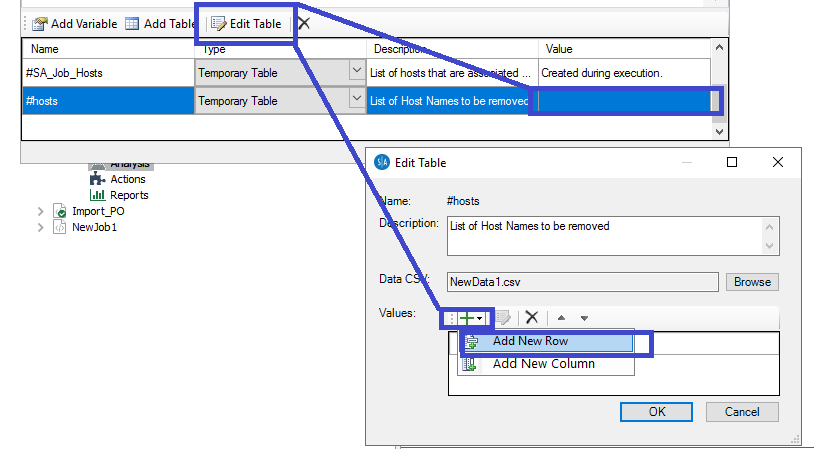 Add Variable Add Table Edit Table
Name Type Description Value
#SA_Job_Hosts Temporary Table List of hosts that are associated ... Created during execution.
#hosts Temporary Table List of Host Names to be removed
Analysis
Actions
Reports
Import_PO
NewJob1
SA Edit Table
Name: #hosts
Description: List of Host Names to be removed
Data CSV: NewData1.csv Browse
Values:
Add New Row
Add New Column
OK Cancel